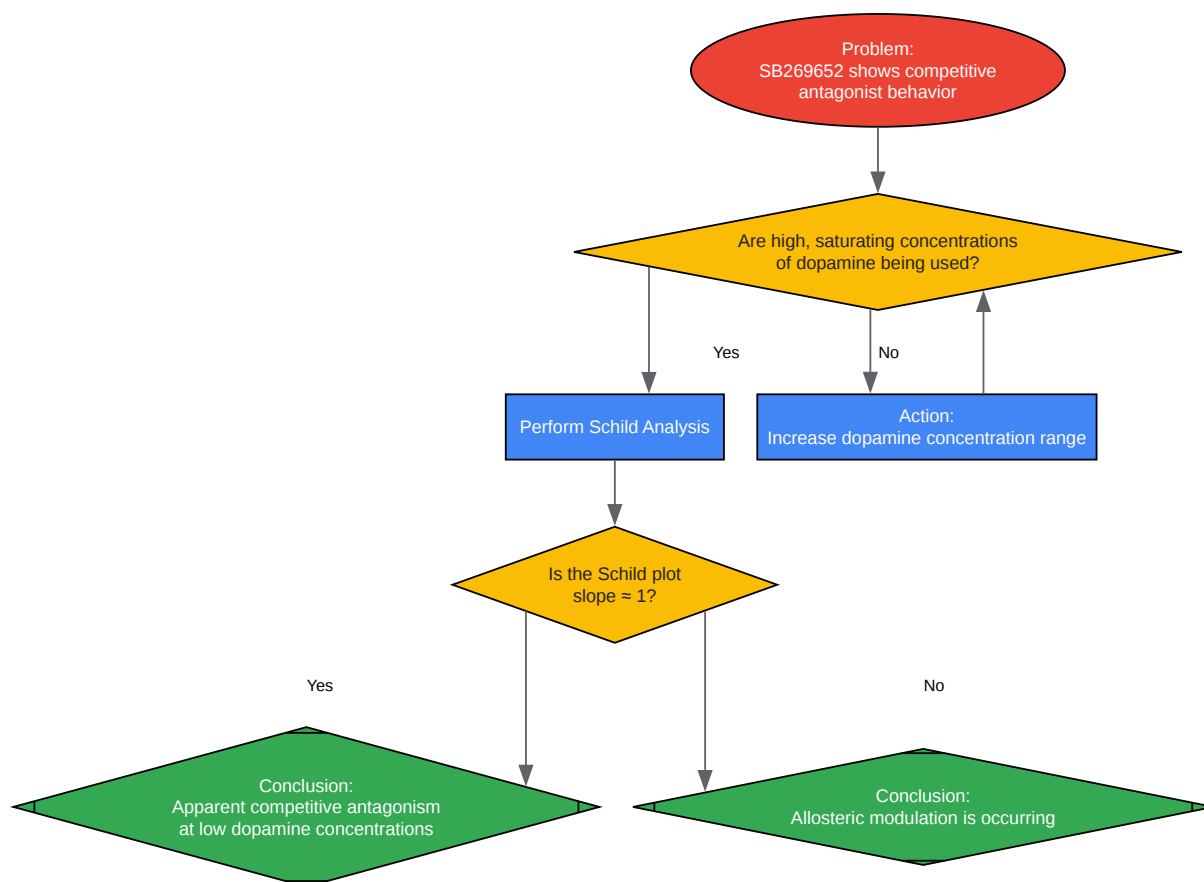 Problem:
SB269652 shows competitive
antagonist behavior
Are high, saturating concentrations
of dopamine being used?
Yes
No
Perform Schild Analysis
Action:
Increase dopamine concentration range
Is the Schild plot
slope ≈ 1?
Yes
No
Conclusion:
Apparent competitive antagonism
at low dopamine concentrations
Conclusion:
Allosteric modulation is occurring